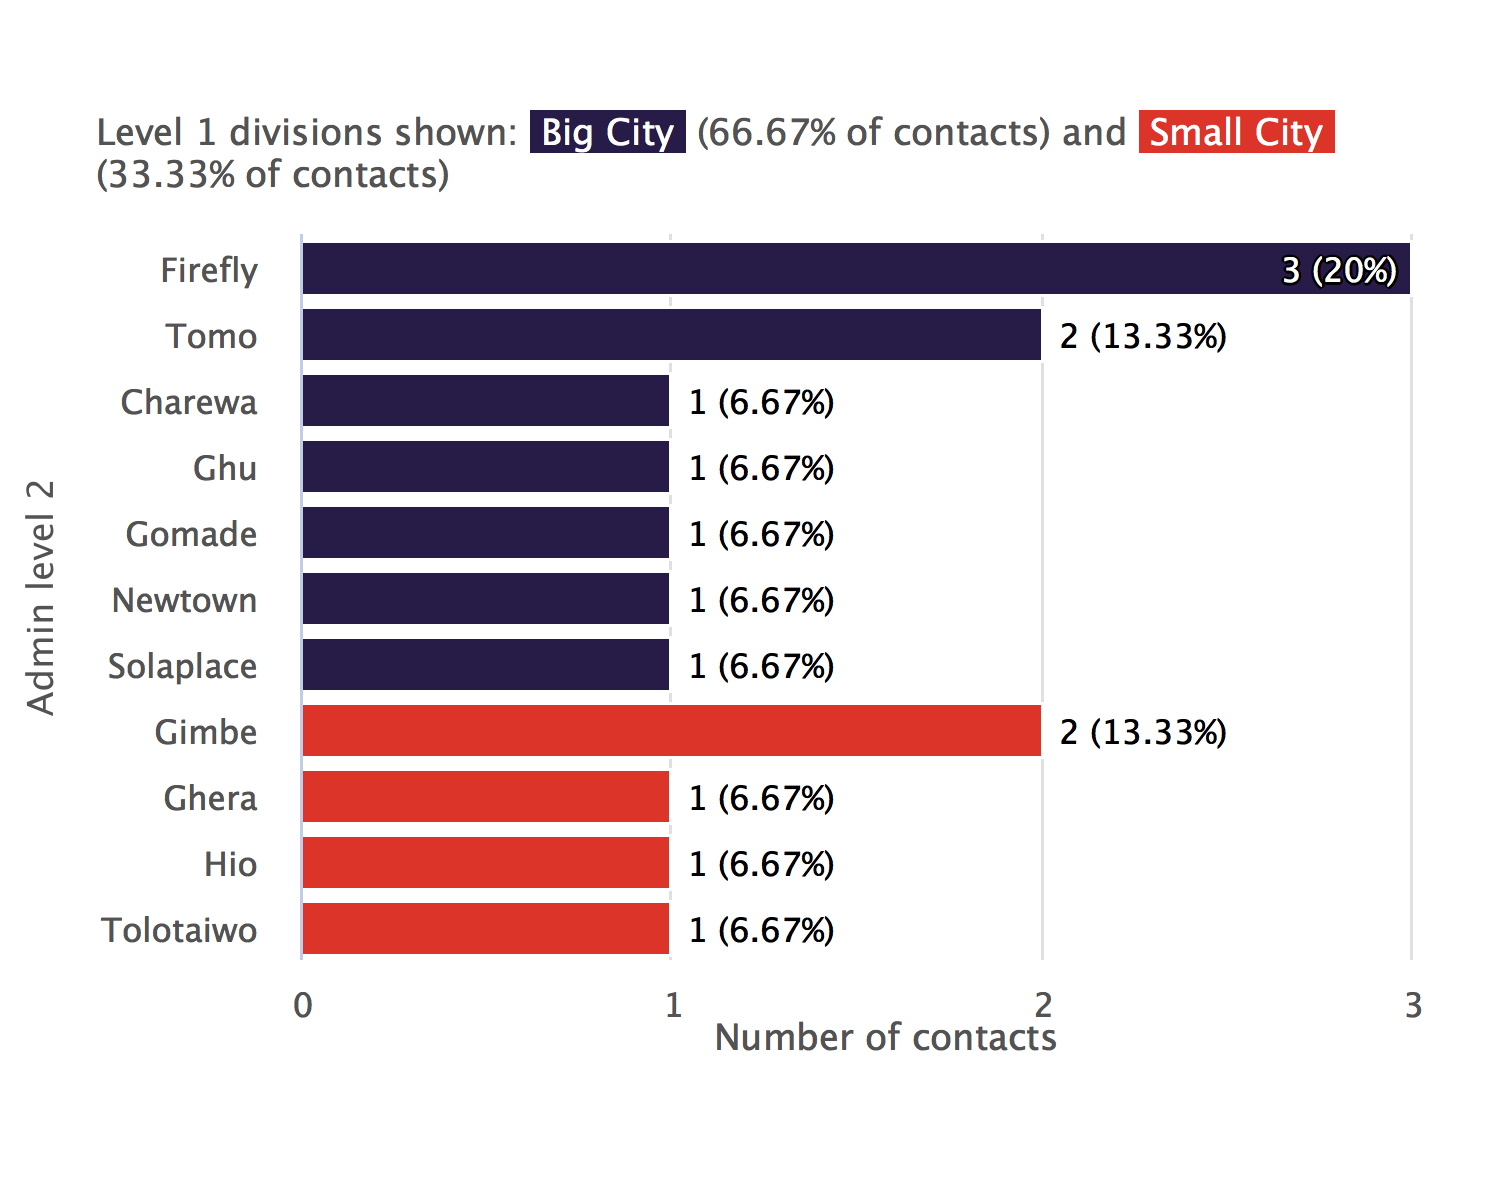 Level 1 divisions shown: Big City (66.67% of contacts) and Small City
(33.33% of contacts)
Firefly 3 (20%)
Tomo 2 (13.33%)
Charewa 1 (6.67%)
Ghu 1 (6.67%)
Gomade 1 (6.67%)
Newtown 1 (6.67%)
Solaplace 1 (6.67%)
Gimbe 2 (13.33%)
Ghera 1 (6.67%)
Hio 1 (6.67%)
Tolotaiwo 1 (6.67%)
Admin level 2
0 1 2 3
Number of contacts